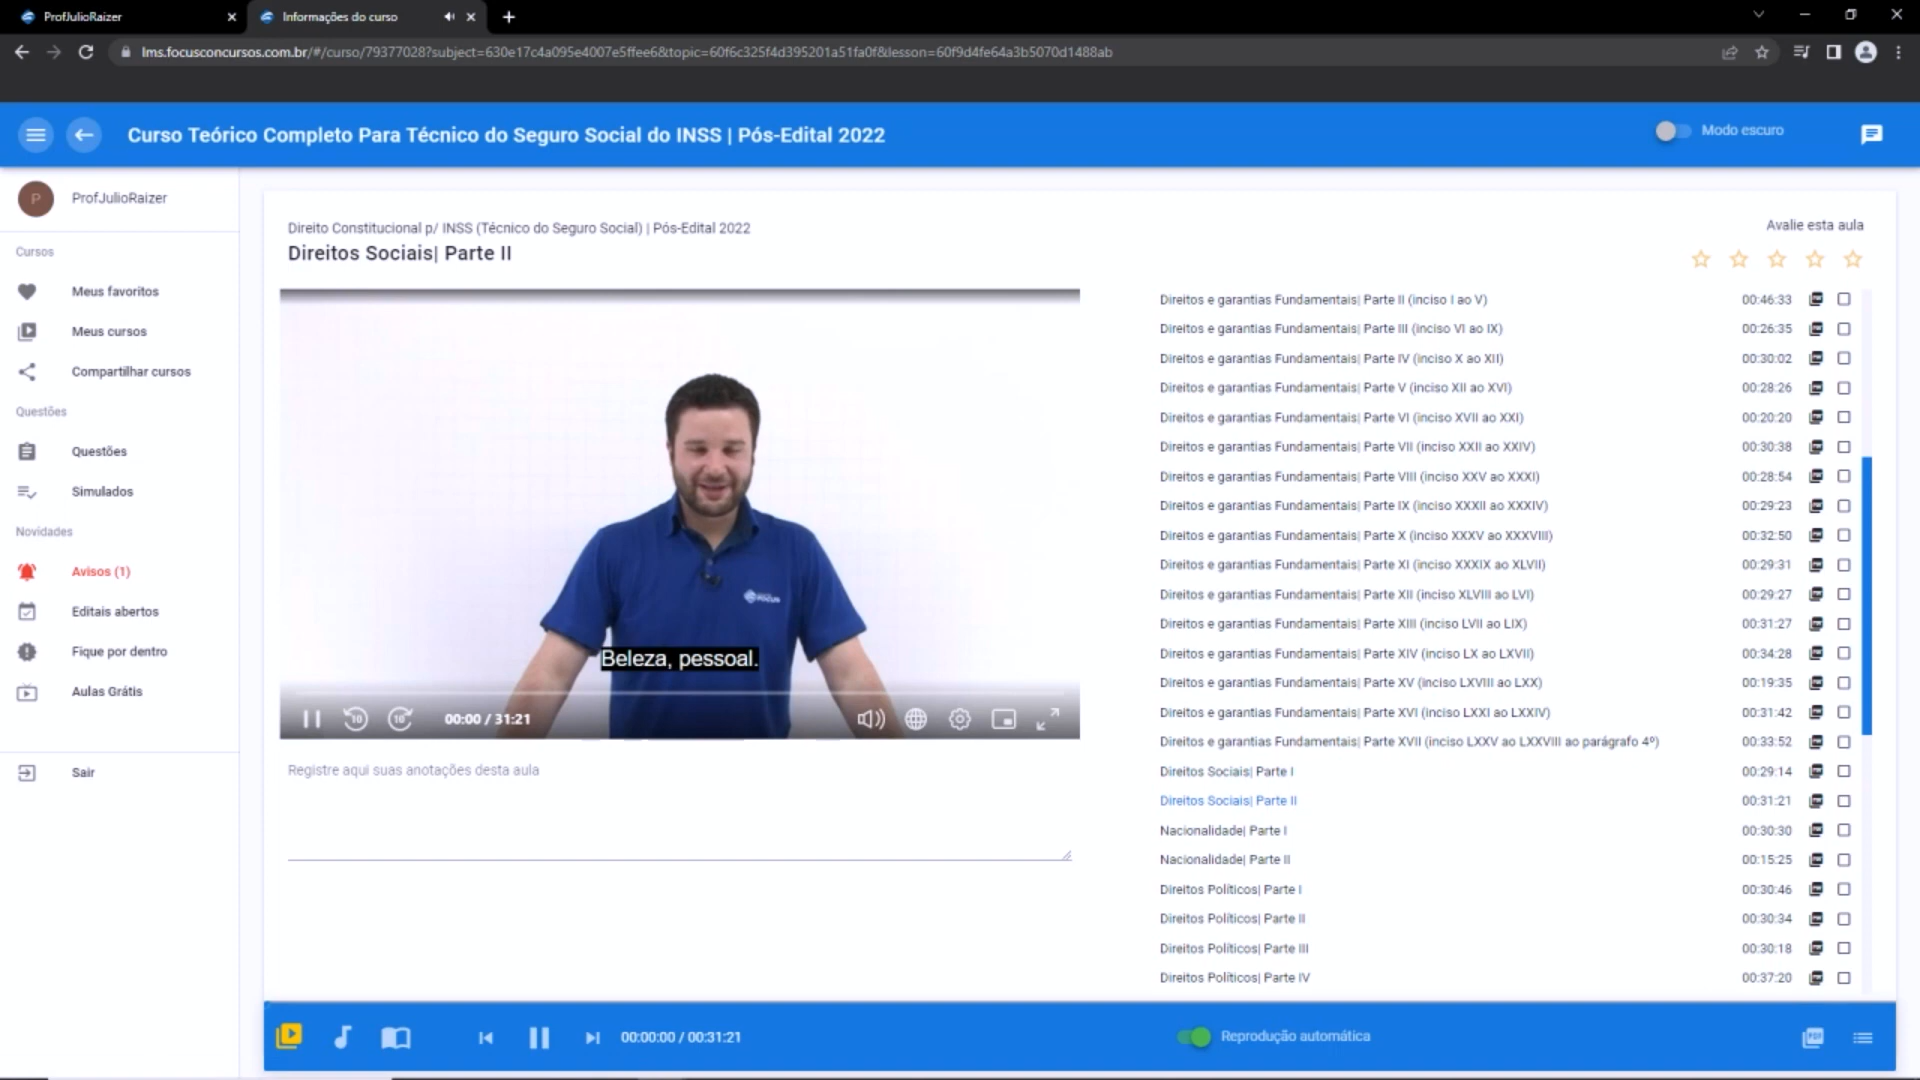 ProfJulioRaizer
Informações do curso
lms.focusconcursos.com.br/#/curso/79377028?subject=630e17c4a095e4007e5ffee6&topic=60f6c325f4d395201a51fa0f&lesson=60f9d4fe64a3b5070d1488ab
Curso Teórico Completo Para Técnico do Seguro Social do INSS | Pós-Edital 2022
Modo escuro
P
ProfJulioRaizer
Cursos
Meus favoritos
Meus cursos
Compartilhar cursos
Questões
Questões
Simulados
Novidades
Avisos (1)
Editais abertos
Fique por dentro
Aulas Grátis
Sair
Direito Constitucional p/ INSS (Técnico do Seguro Social) | Pós-Edital 2022
Direitos Sociais| Parte II
Avalie esta aula
FOCUS
Beleza, pessoal.
10
10
00:00 / 31:21
Registre aqui suas anotações desta aula
Direitos e garantias Fundamentais| Parte II (inciso I ao V) 00:46:33
Direitos e garantias Fundamentais| Parte III (inciso VI ao IX) 00:26:35
Direitos e garantias Fundamentais| Parte IV (inciso X ao XII) 00:30:02
Direitos e garantias Fundamentais| Parte V (inciso XII ao XVI) 00:28:26
Direitos e garantias Fundamentais| Parte VI (inciso XVII ao XXI) 00:20:20
Direitos e garantias Fundamentais| Parte VII (inciso XXII ao XXIV) 00:30:38
Direitos e garantias Fundamentais| Parte VIII (inciso XXV ao XXXI) 00:28:54
Direitos e garantias Fundamentais| Parte IX (inciso XXXII ao XXXIV) 00:29:23
Direitos e garantias Fundamentais| Parte X (inciso XXXV ao XXXVIII) 00:32:50
Direitos e garantias Fundamentais| Parte XI (inciso XXXIX ao XLVII) 00:29:31
Direitos e garantias Fundamentais| Parte XII (inciso XLVIII ao LVI) 00:29:27
Direitos e garantias Fundamentais| Parte XIII (inciso LVII ao LIX) 00:31:27
Direitos e garantias Fundamentais| Parte XIV (inciso LX ao LXVII) 00:34:28
Direitos e garantias Fundamentais| Parte XV (inciso LXVIII ao LXX) 00:19:35
Direitos e garantias Fundamentais| Parte XVI (inciso LXXI ao LXXIV) 00:31:42
Direitos e garantias Fundamentais| Parte XVII (inciso LXXV ao LXXVIII ao parágrafo 4º) 00:33:52
Direitos Sociais| Parte I 00:29:14
Direitos Sociais| Parte II 00:31:21
Nacionalidade| Parte I 00:30:30
Nacionalidade| Parte II 00:15:25
Direitos Políticos| Parte I 00:30:46
Direitos Políticos| Parte II 00:30:34
Direitos Políticos| Parte III 00:30:18
Direitos Políticos| Parte IV 00:37:20
00:00:00 / 00:31:21
Reprodução automática
PDF